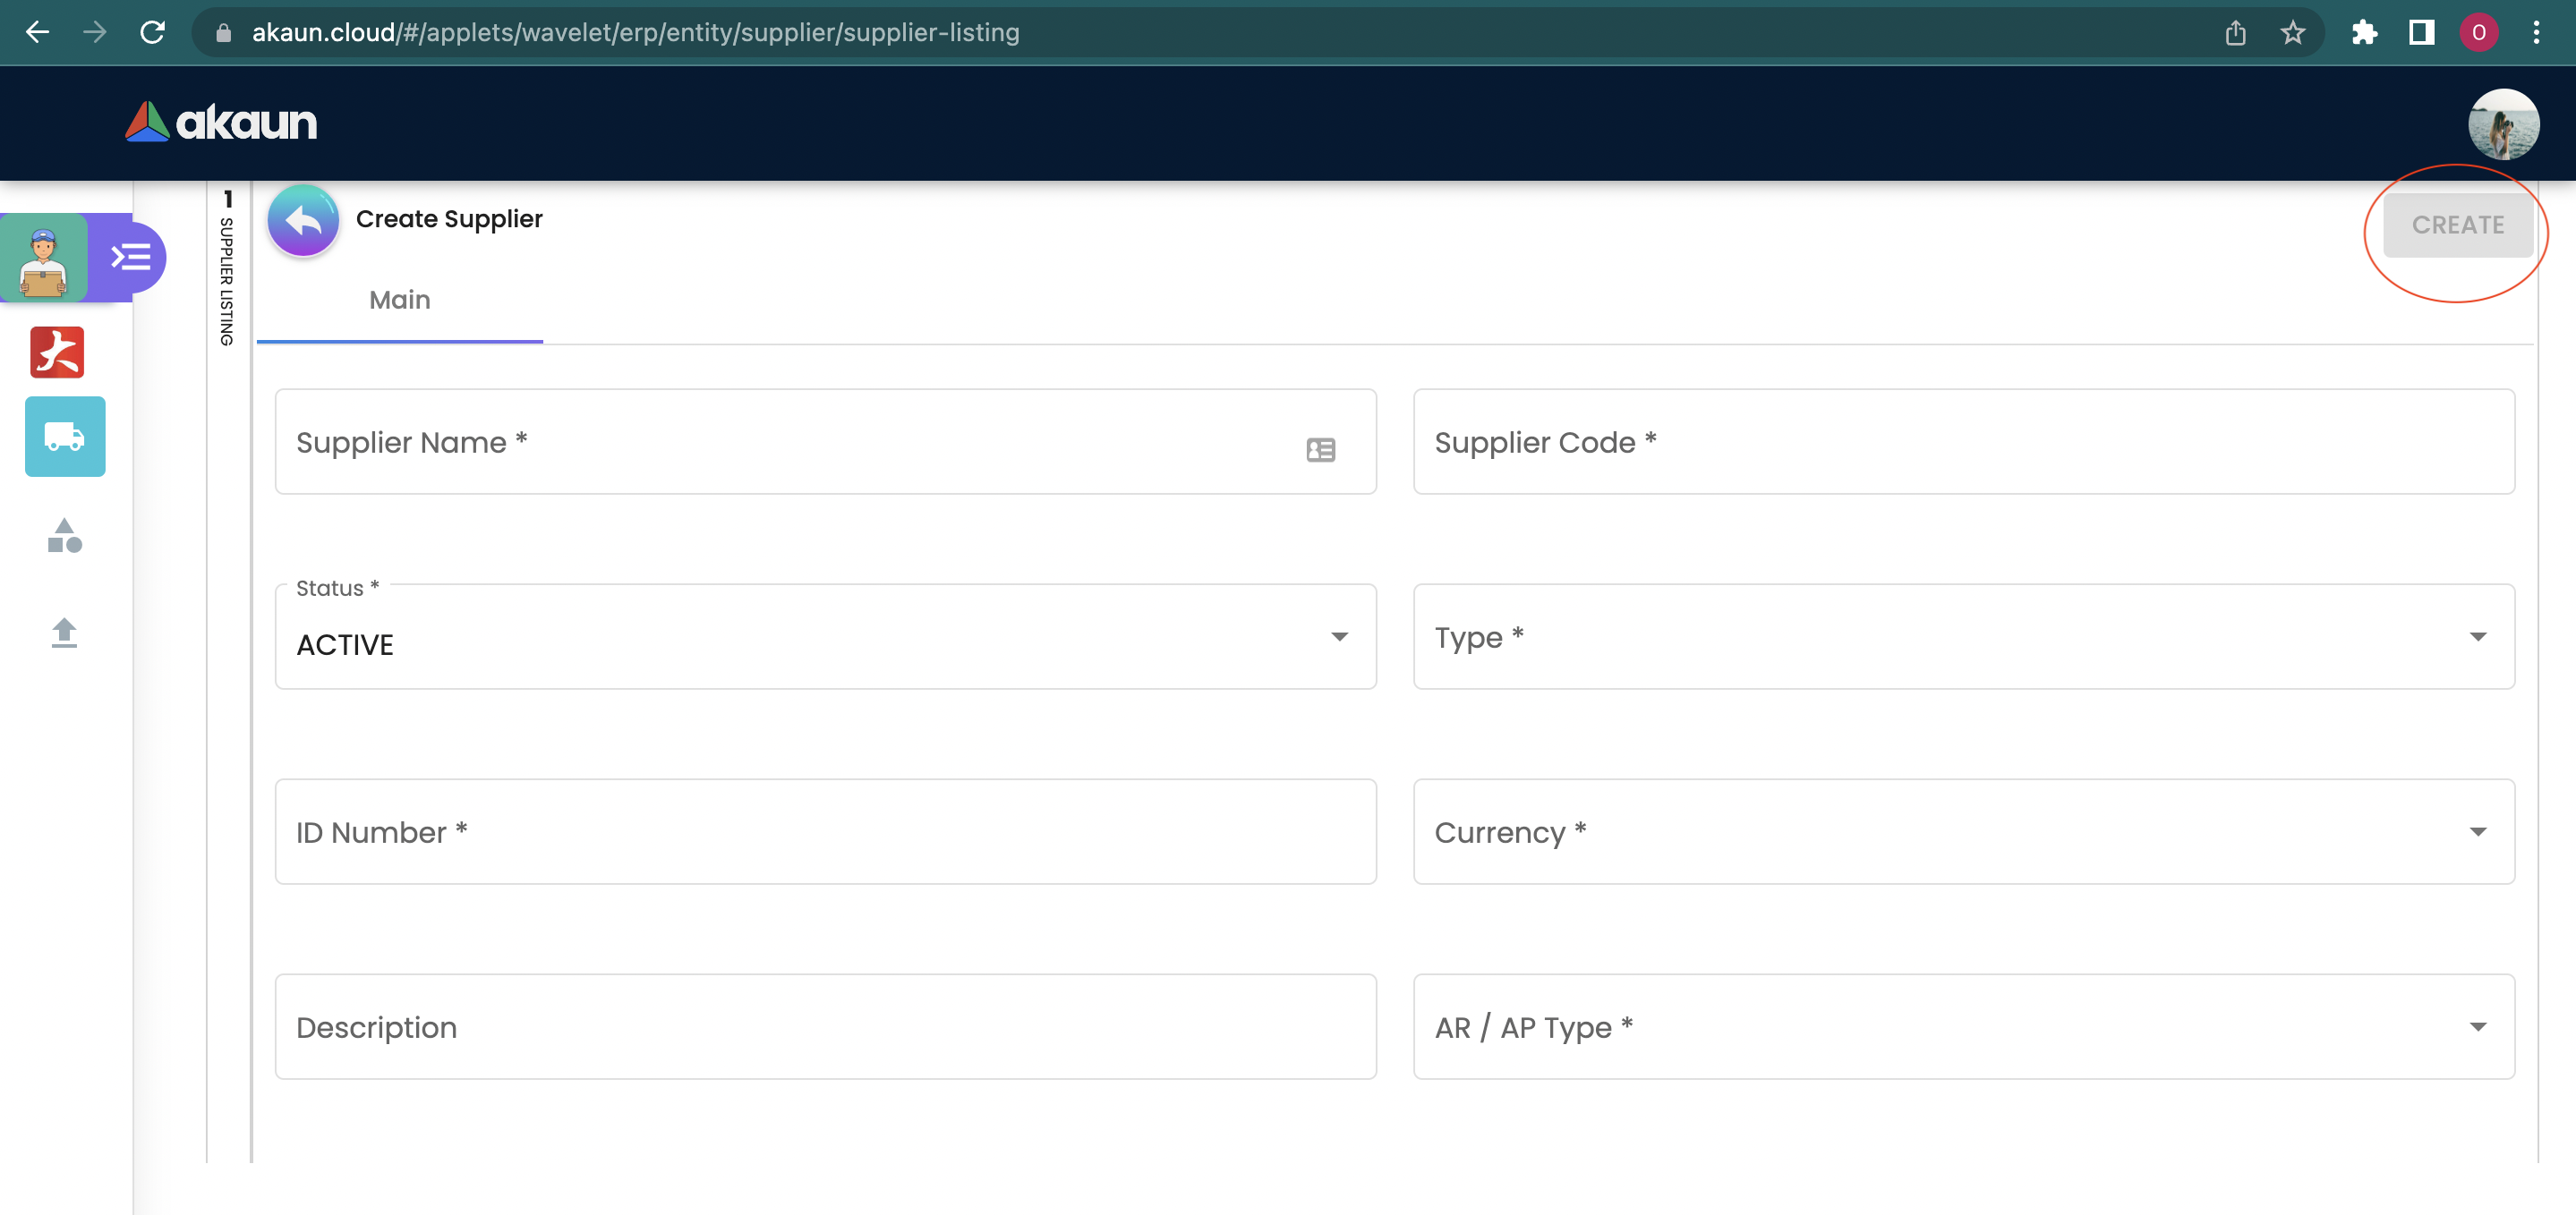 akaun.cloud/#/applets/wavelet/erp/entity/supplier/supplier-listing
O
akaun
1
SUPPLIER LISTING
Create Supplier
CREATE
Main
Supplier Name *
Supplier Code *
Status *
ACTIVE
Type *
ID Number *
Currency *
Description
AR / AP Type *